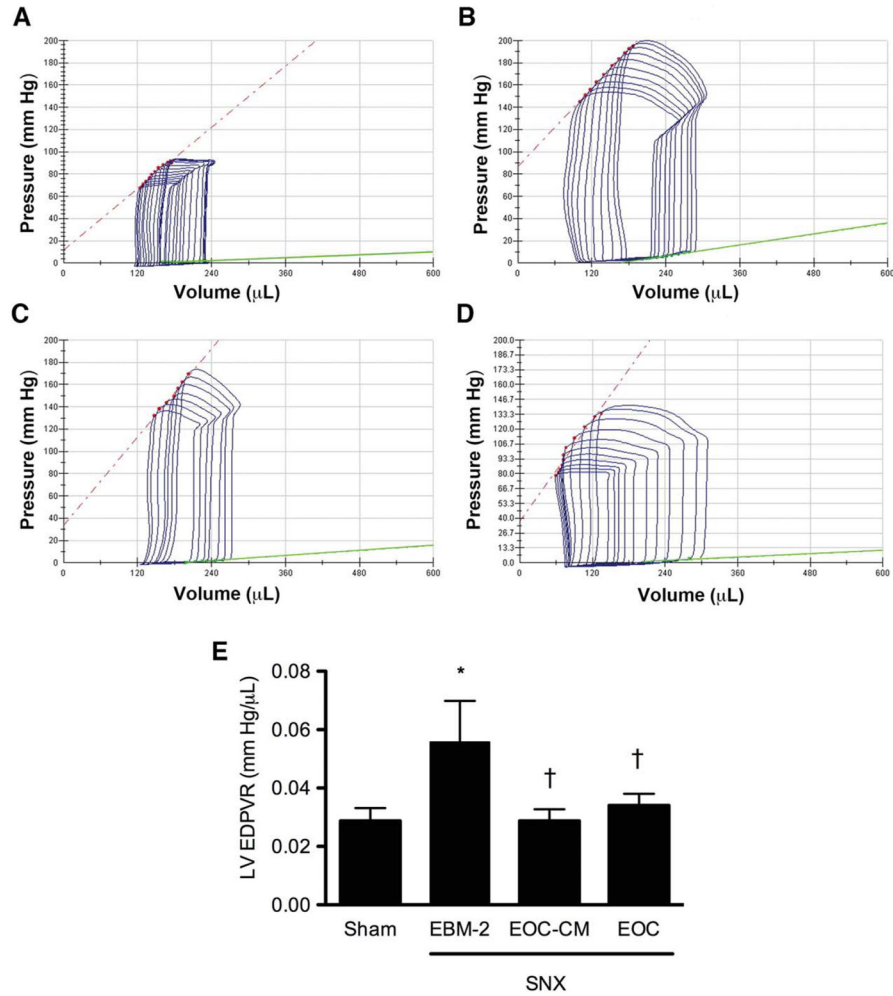 A
200
180
160
140
120
100
80
60
40
20
0
0 120 240 360 480 600
Pressure (mm Hg)
Volume (μL)
B
200
180
160
140
120
100
80
60
40
20
0
0 120 240 360 480 600
Pressure (mm Hg)
Volume (μL)
C
200
180
160
140
120
100
80
60
40
20
0
0 120 240 360 480 600
Pressure (mm Hg)
Volume (μL)
D
200.0
186.7
173.3
160.0
146.7
133.3
120.0
106.7
93.3
80.0
66.7
53.3
40.0
26.7
13.3
0.0
0 120 240 360 480 600
Pressure (mm Hg)
Volume (μL)
E
0.08
0.06
0.04
0.02
0.00
LV EDPVR (mm Hg/μL)
*
†
†
Sham EBM-2 EOC-CM EOC
SNX